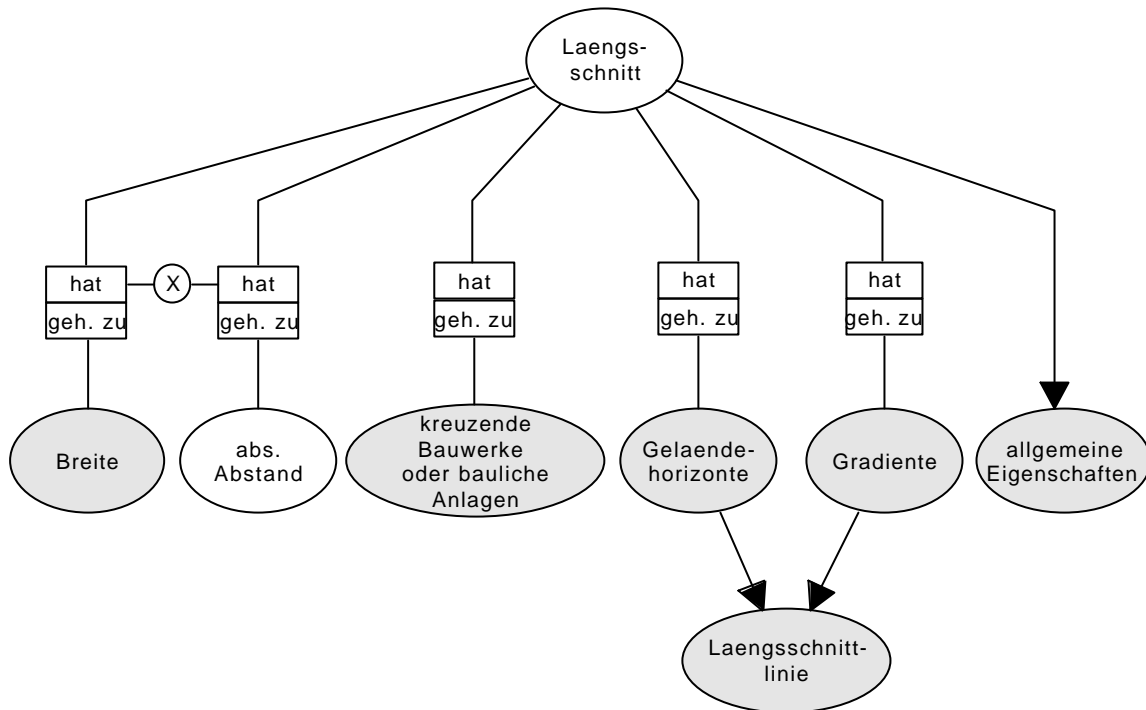 Laengs-
schnitt
hat
X
hat
hat
hat
hat
geh. zu
geh. zu
geh. zu
geh. zu
geh. zu
Breite
abs.
Abstand
kreuzende
Bauwerke
oder bauliche
Anlagen
Gelaende-
horizonte
Gradiente
allgemeine
Eigenschaften
Laengsschnitt-
linie